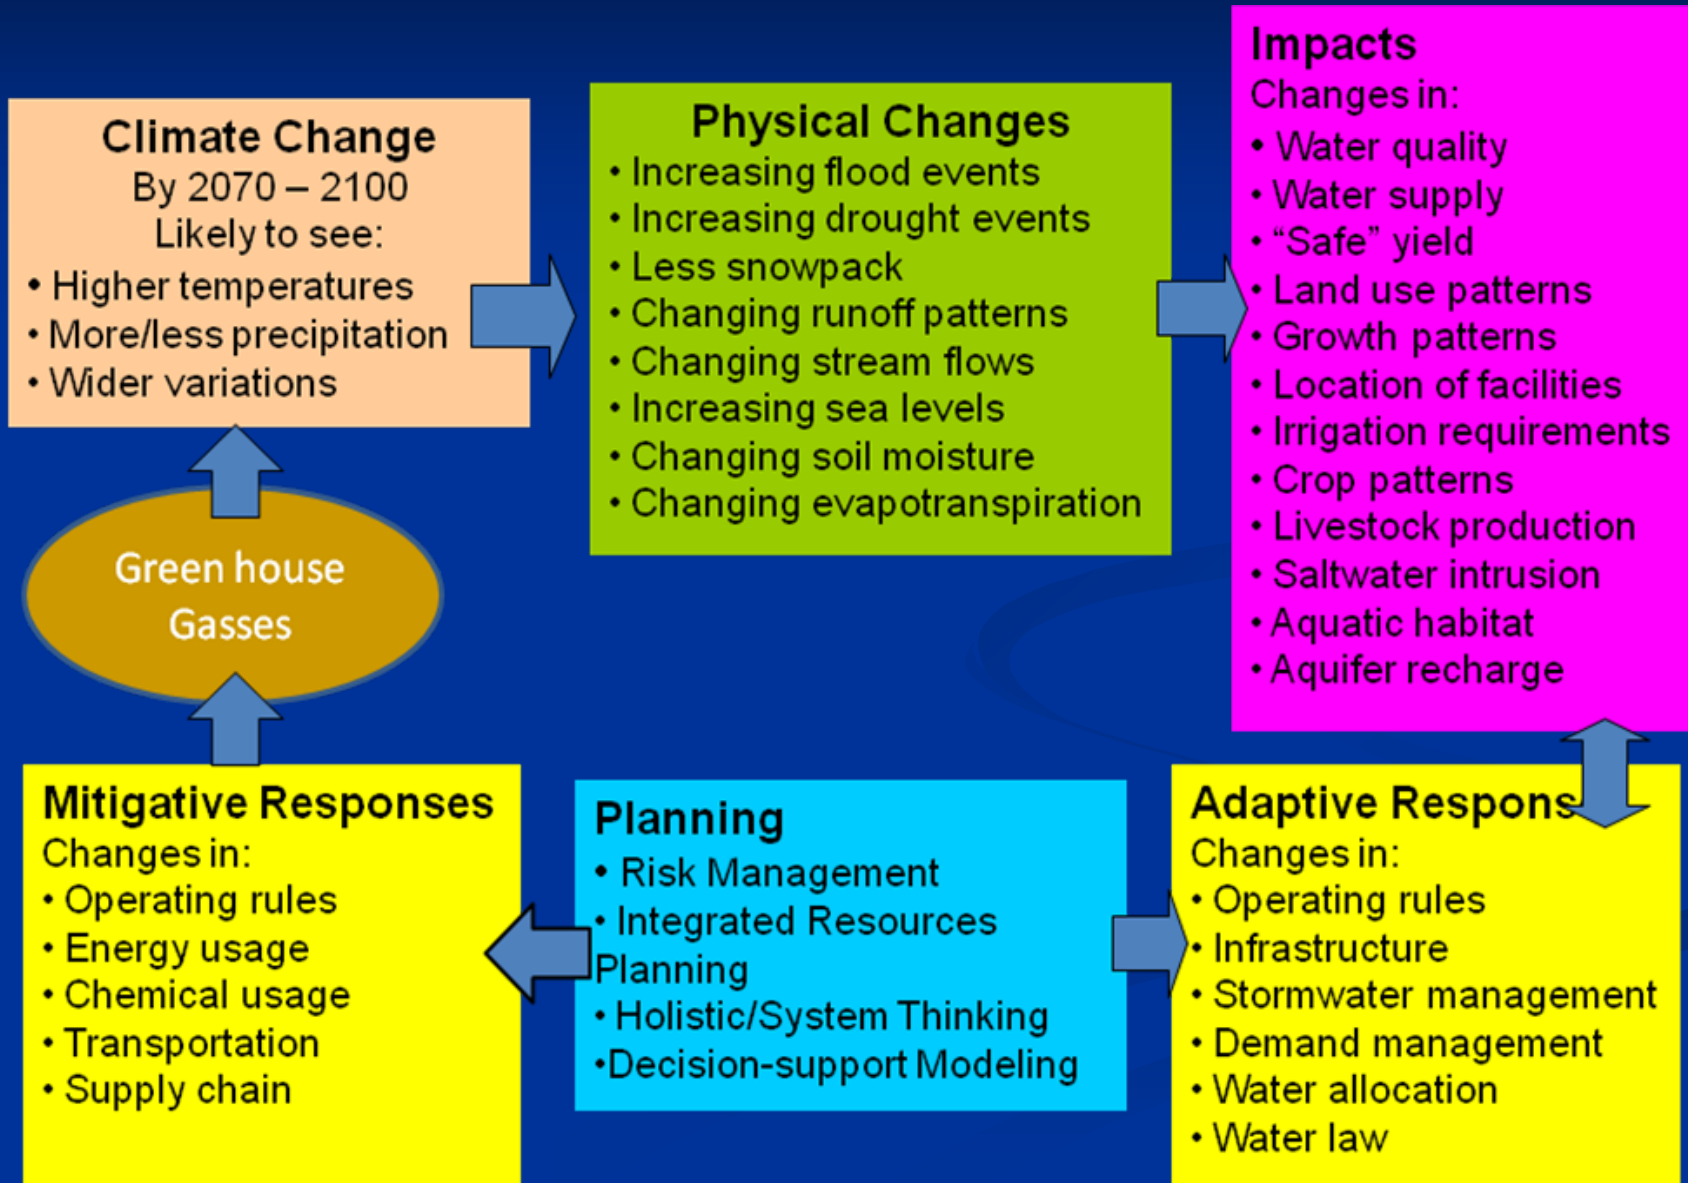 Climate Change
By 2070 – 2100
Likely to see:
• Higher temperatures
• More/less precipitation
• Wider variations
Physical Changes
• Increasing flood events
• Increasing drought events
• Less snowpack
• Changing runoff patterns
• Changing stream flows
• Increasing sea levels
• Changing soil moisture
• Changing evapotranspiration
Impacts
Changes in:
• Water quality
• Water supply
• “Safe” yield
• Land use patterns
• Growth patterns
• Location of facilities
• Irrigation requirements
• Crop patterns
• Livestock production
• Saltwater intrusion
• Aquatic habitat
• Aquifer recharge
Green house
Gasses
Mitigative Responses
Changes in:
• Operating rules
• Energy usage
• Chemical usage
• Transportation
• Supply chain
Planning
• Risk Management
• Integrated Resources
Planning
• Holistic/System Thinking
•Decision-support Modeling
Adaptive Respons
Changes in:
• Operating rules
• Infrastructure
• Stormwater management
• Demand management
• Water allocation
• Water law